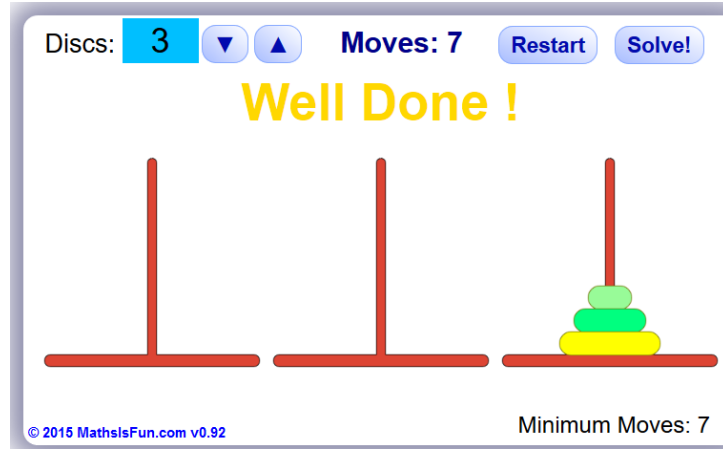 Discs: 3 ▼ ▲ Moves: 7 Restart Solve!
Well Done !
Minimum Moves: 7
© 2015 MathsIsFun.com v0.92